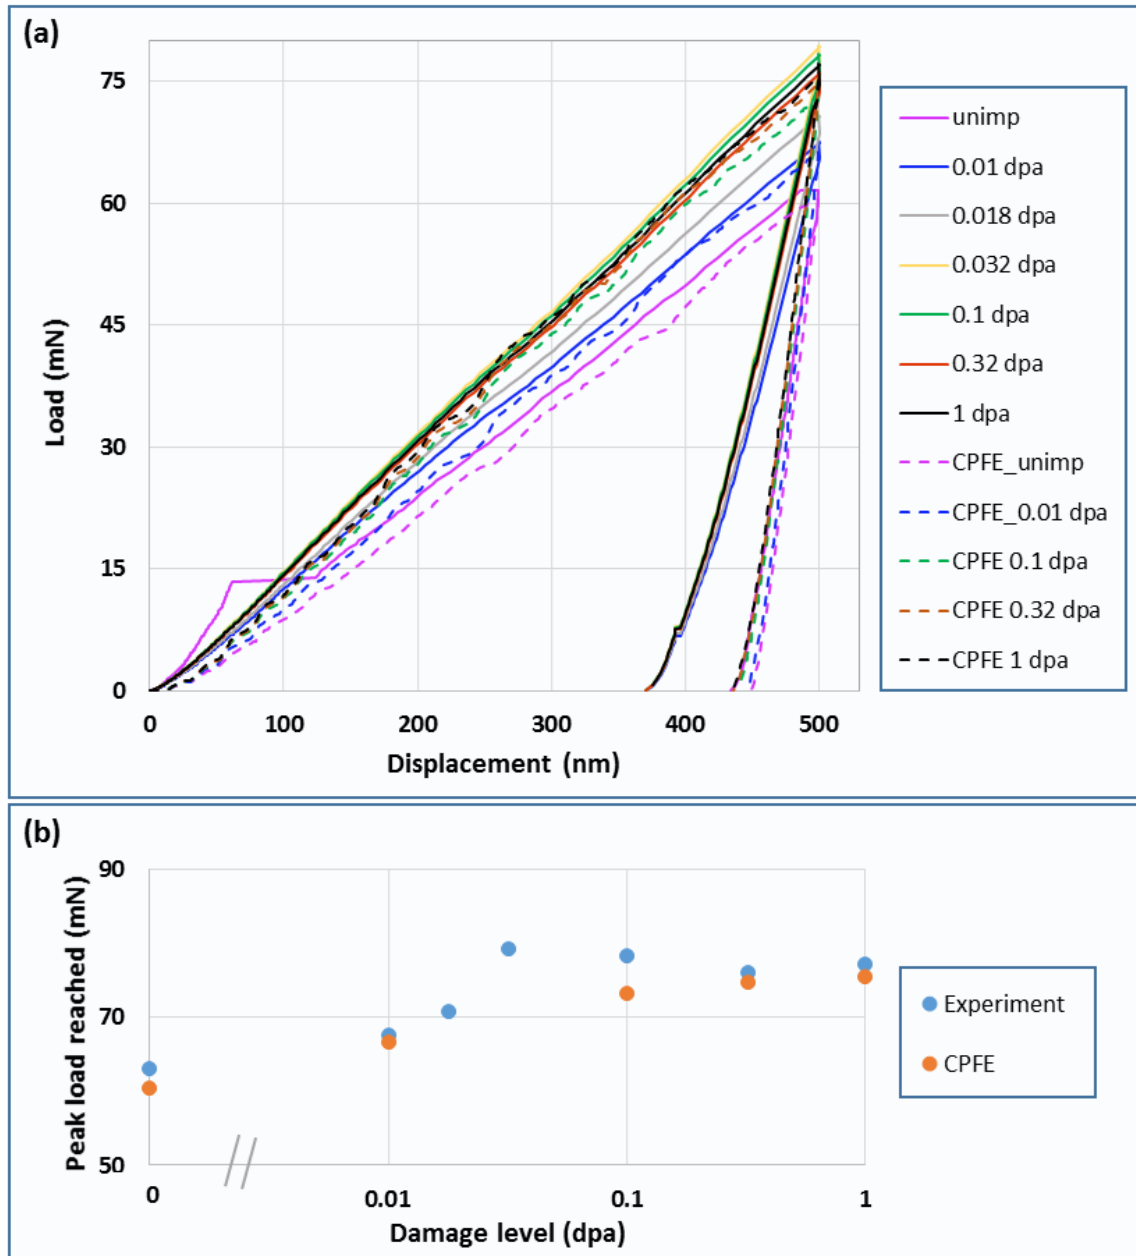 (a)
75
60
45
30
15
0
Load (mN)
0 100 200 300 400 500
Displacement (nm)
unimp
0.01 dpa
0.018 dpa
0.032 dpa
0.1 dpa
0.32 dpa
1 dpa
CPFE_unimp
CPFE_0.01 dpa
CPFE 0.1 dpa
CPFE 0.32 dpa
CPFE 1 dpa
(b)
90
70
50
Peak load reached (mN)
0 0.01 0.1 1
Damage level (dpa)
Experiment
CPFE